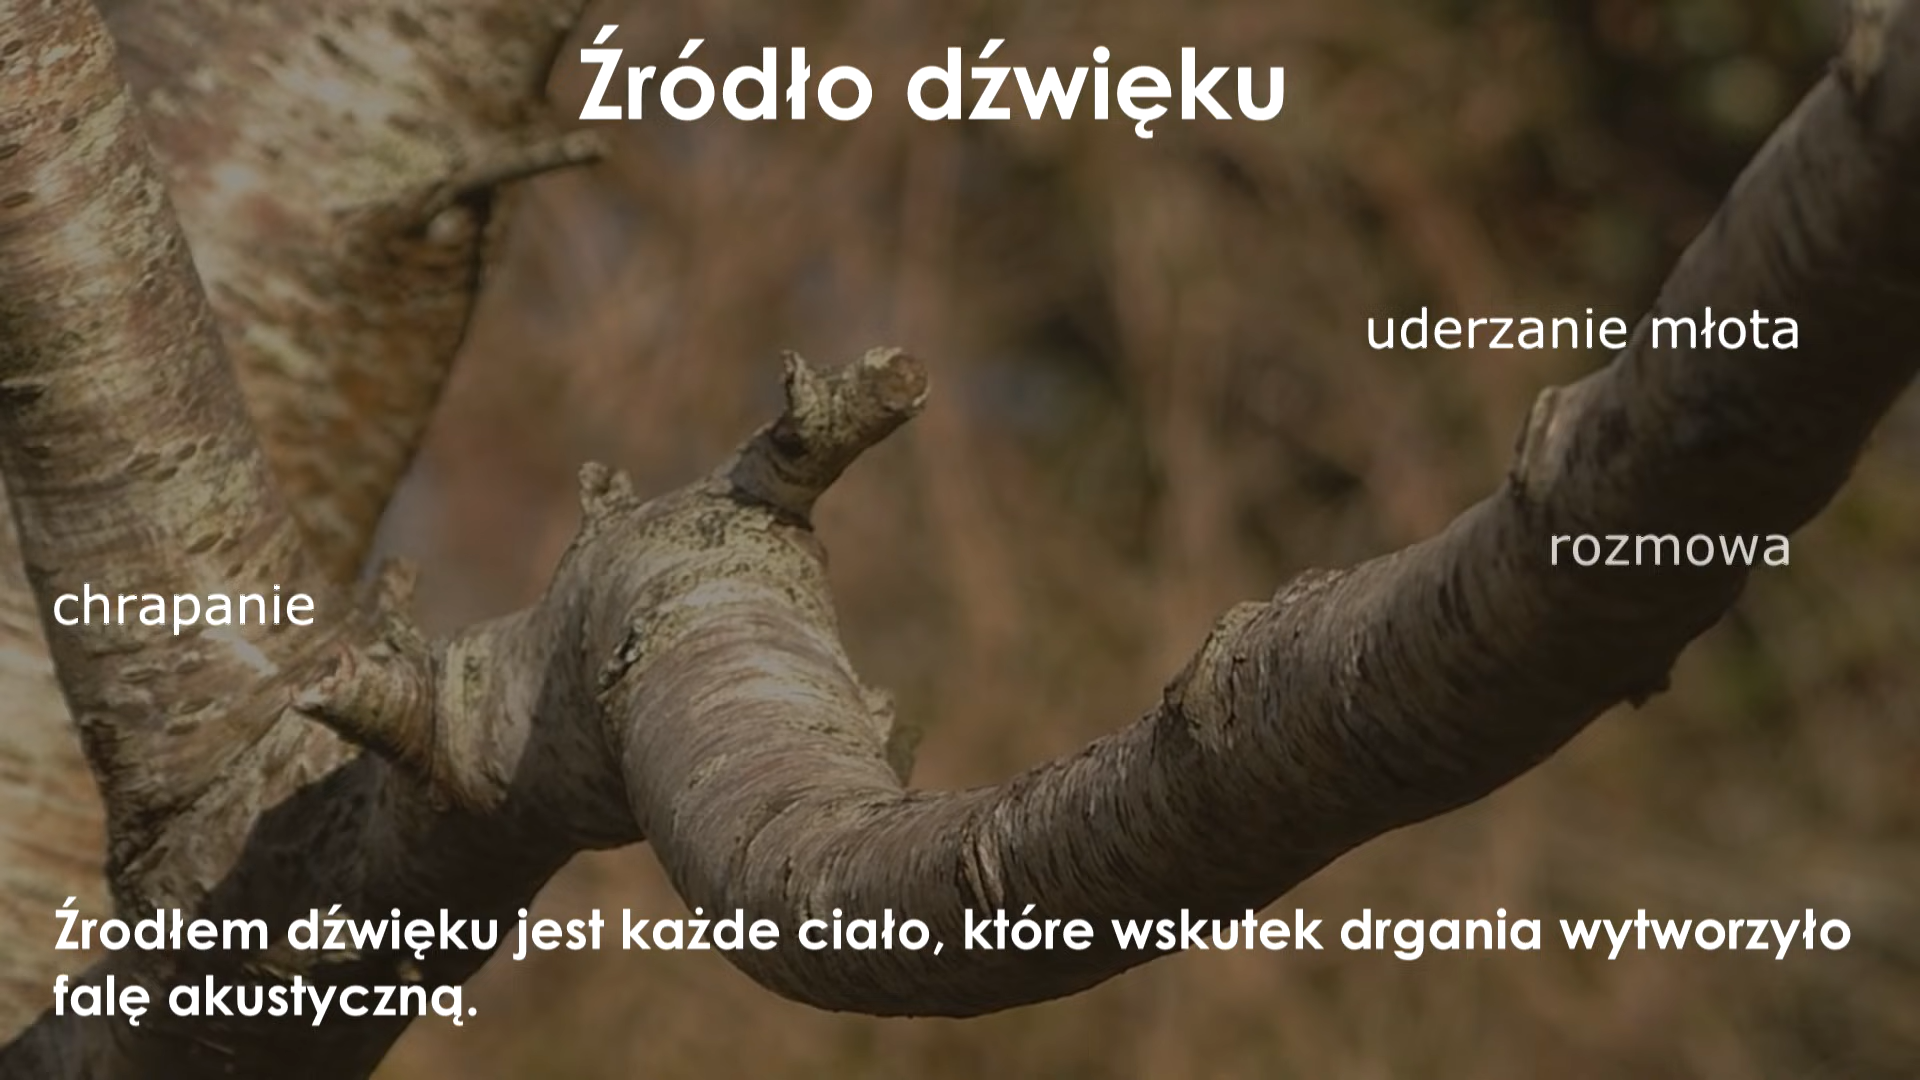 Źródło dźwięku
uderzanie młota
rozmowa
chrapanie
Źrodłem dźwięku jest każde ciało, które wskutek drgania wytworzyło
falę akustyczną.